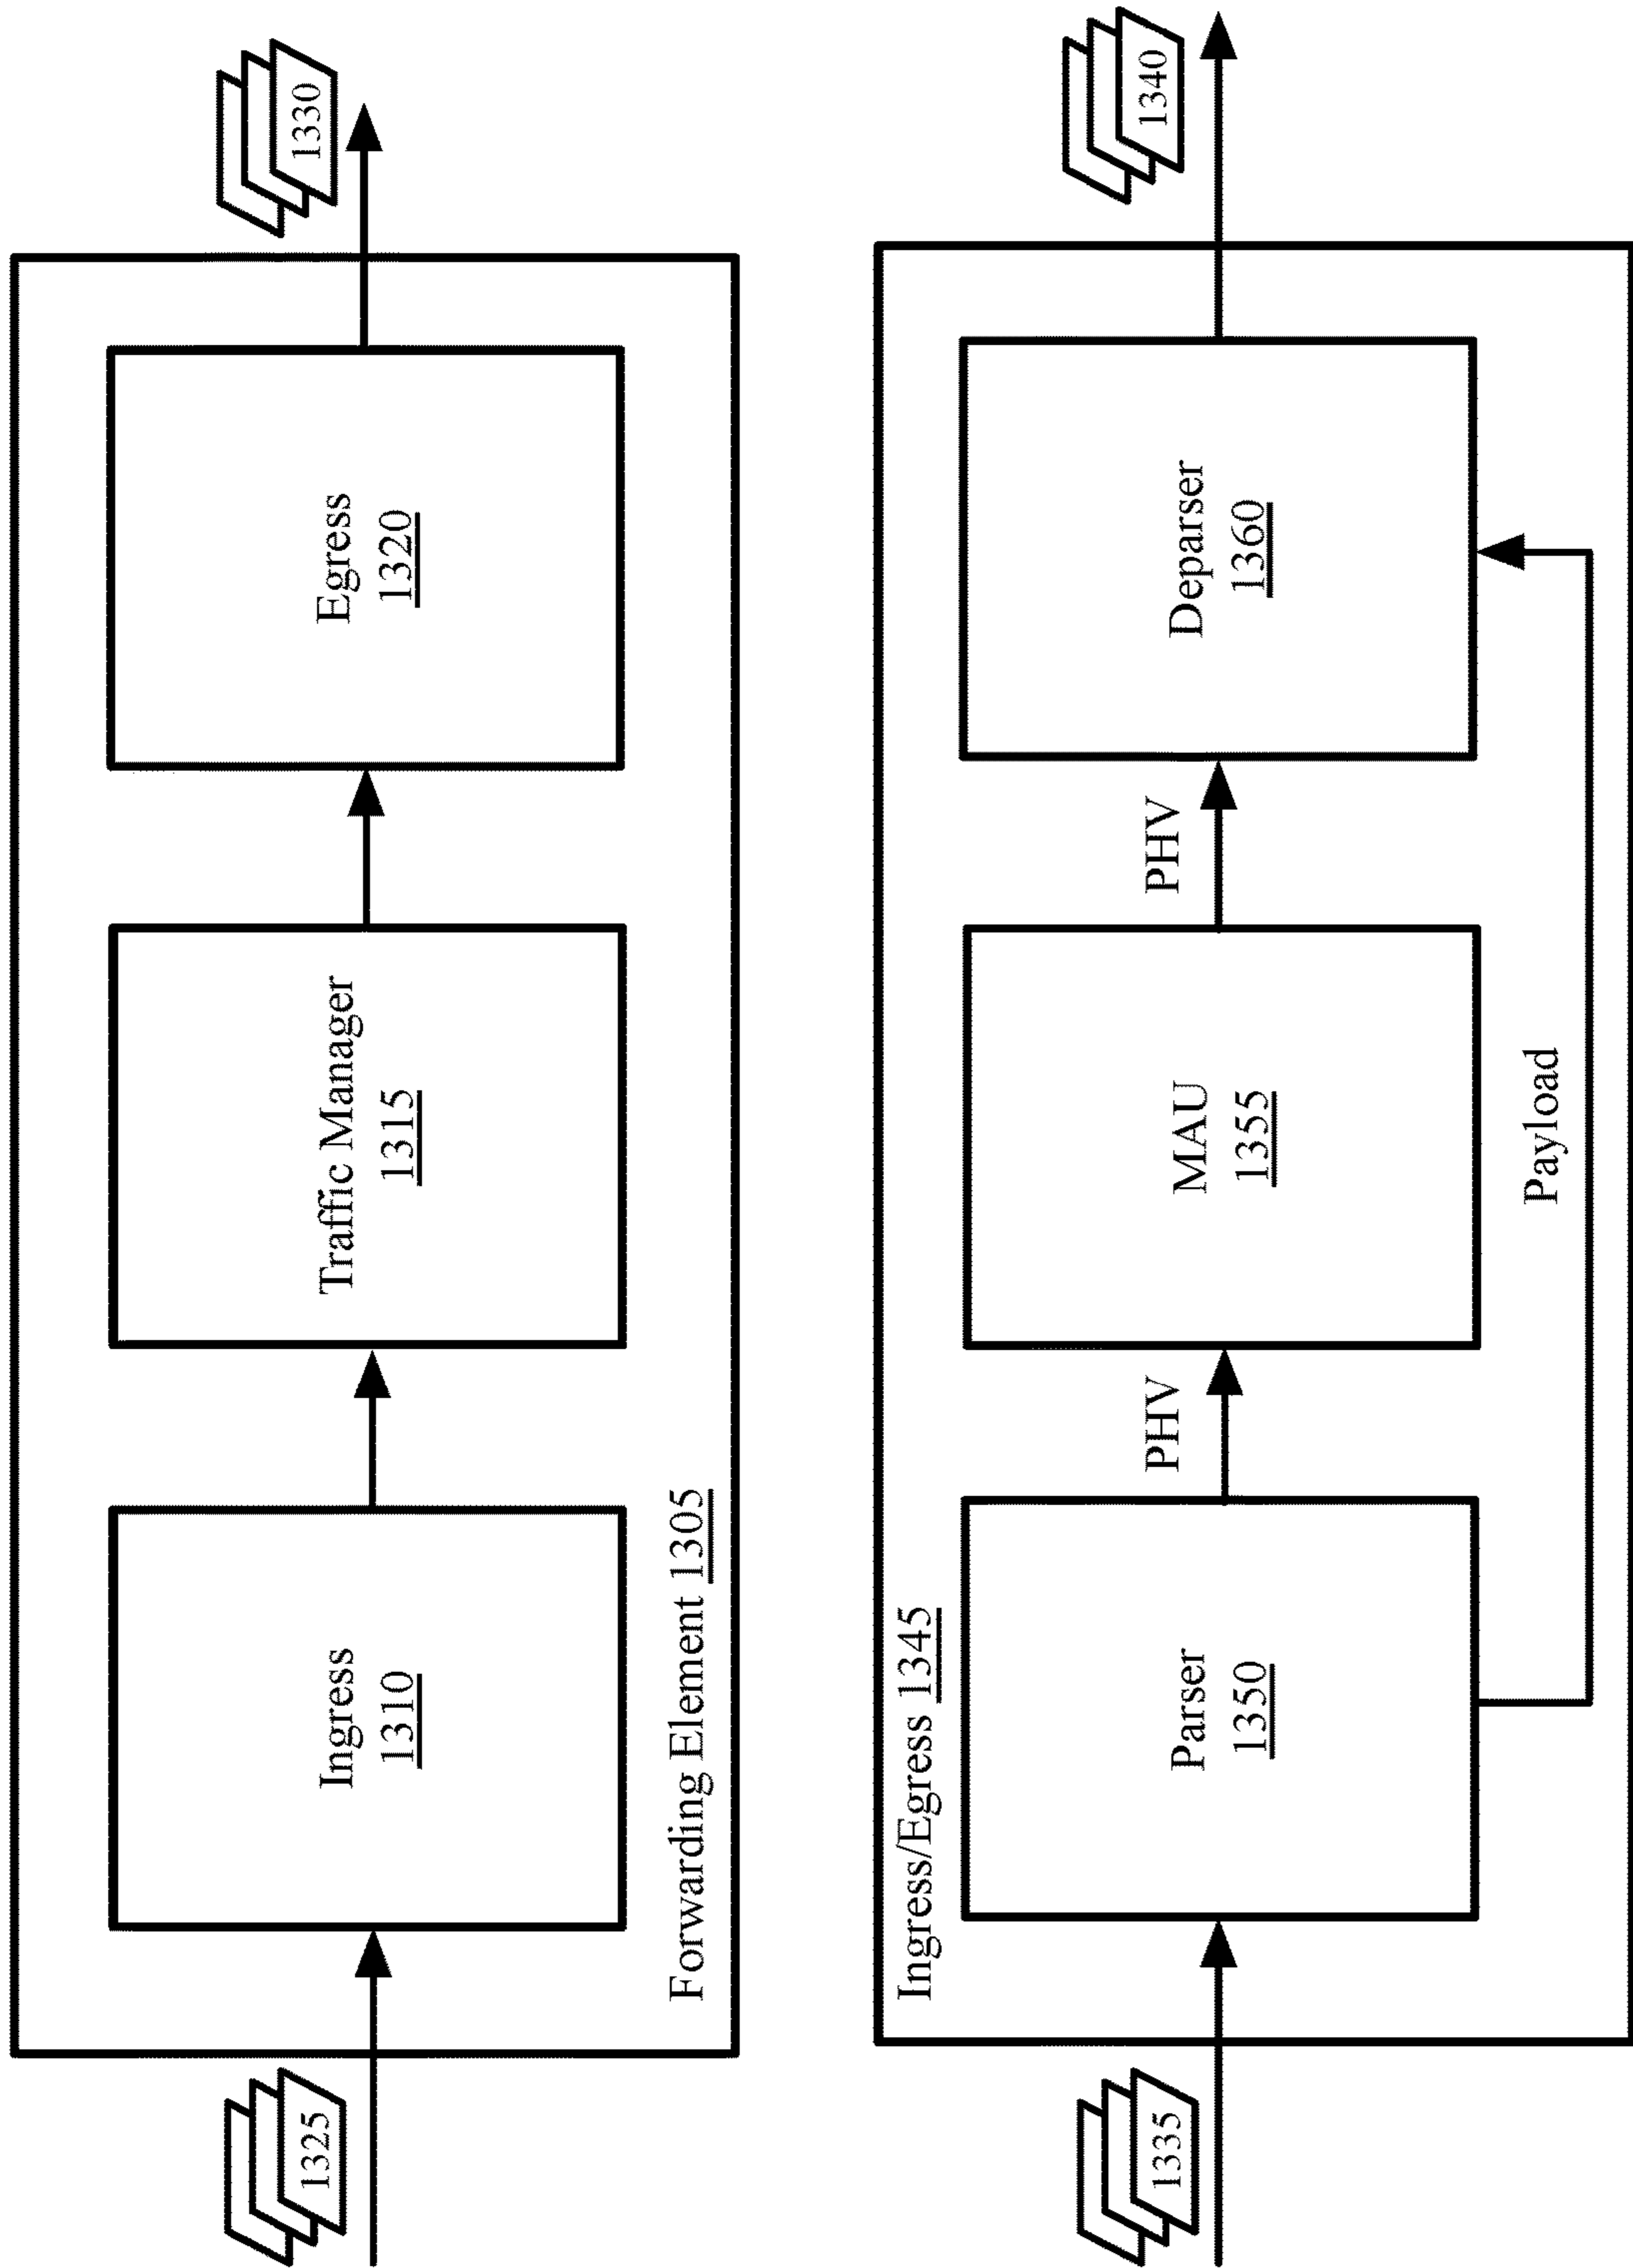 1325
Ingress
1310
Traffic Manager
1315
Egress
1320
1330
Forwarding Element 1305
Ingress/Egress 1345
1335
Parser
1350
PHV
MAU
1355
PHV
Deparser
1360
1340
Payload